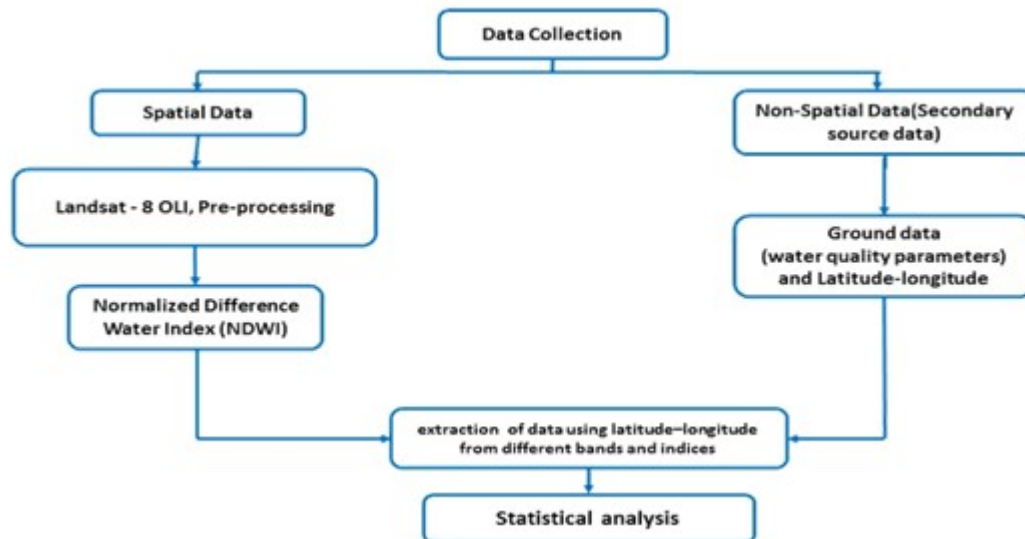 Data Collection
Spatial Data
Non-Spatial Data(Secondary
source data)
Landsat - 8 OLI, Pre-processing
Ground data
(water quality parameters)
and Latitude-longitude
Normalized Difference
Water Index (NDWI)
extraction of data using latitude–longitude
from different bands and indices
Statistical analysis